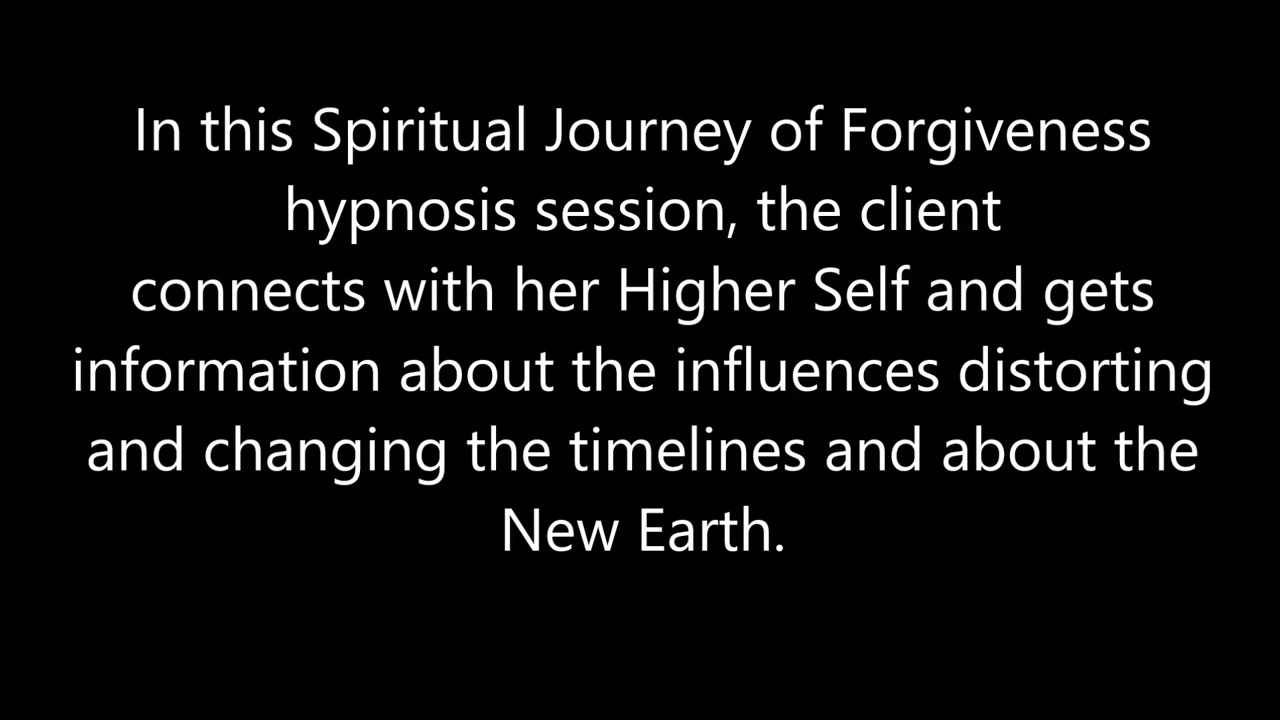 In this Spiritual Journey of Forgiveness
hypnosis session, the client
connects with her Higher Self and gets
information about the influences distorting
and changing the timelines and about the
New Earth.